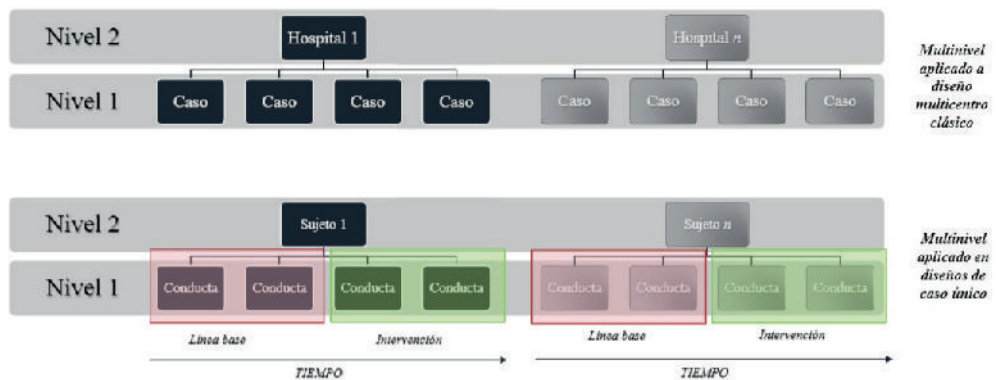 Nivel 2
Hospital 1
Hospital n
Nivel 1
Caso
Caso
Caso
Caso
Caso
Caso
Caso
Caso
Multinivel
aplicado a
diseño
multicentro
clásico
Nivel 2
Sujeto 1
Sujeto n
Nivel 1
Conducta
Conducta
Conducta
Conducta
Conducta
Conducta
Conducta
Conducta
Línea base
Intervención
Línea base
Intervención
TIEMPO
TIEMPO
Multinivel
aplicado en
diseños de
caso único